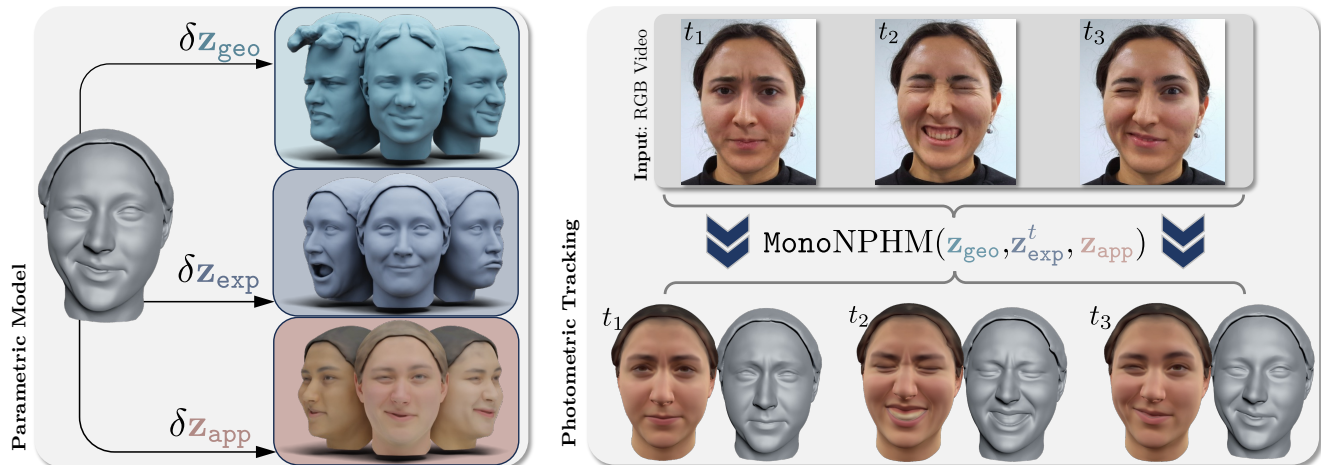 Parametric Model
δz_geo
δz_exp
δz_app
Photometric Tracking
Input: RGB Video
t_1
t_2
t_3
MonoNPHM(z_geo,z^t_exp, z_app)
t_1
t_2
t_3